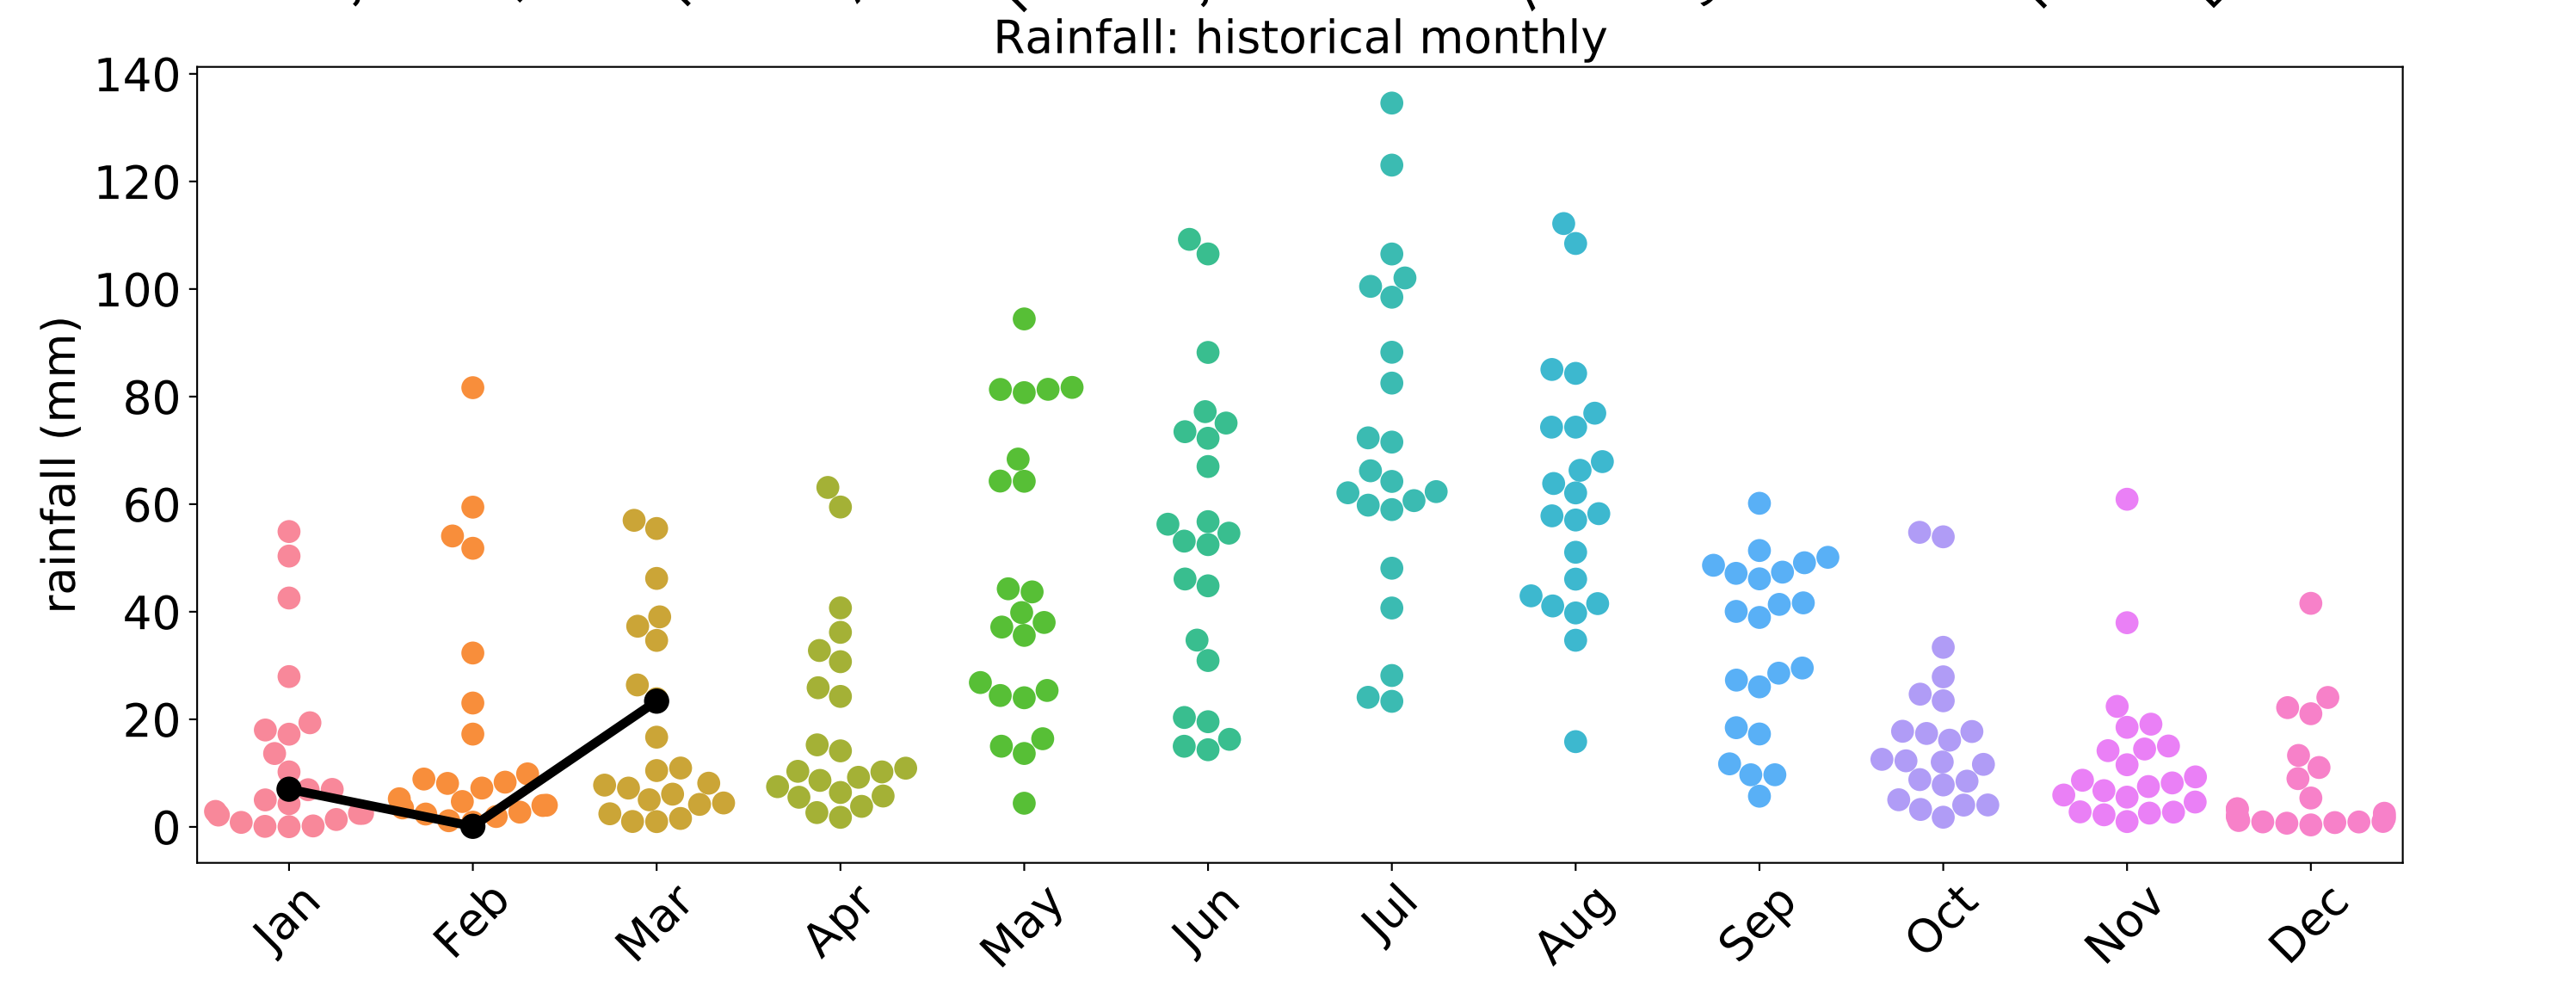 Rainfall: historical monthly
140
120
100
80
60
40
20
0
rainfall (mm)
Jan
Feb
Mar
Apr
May
Jun
Jul
Aug
Sep
Oct
Nov
Dec